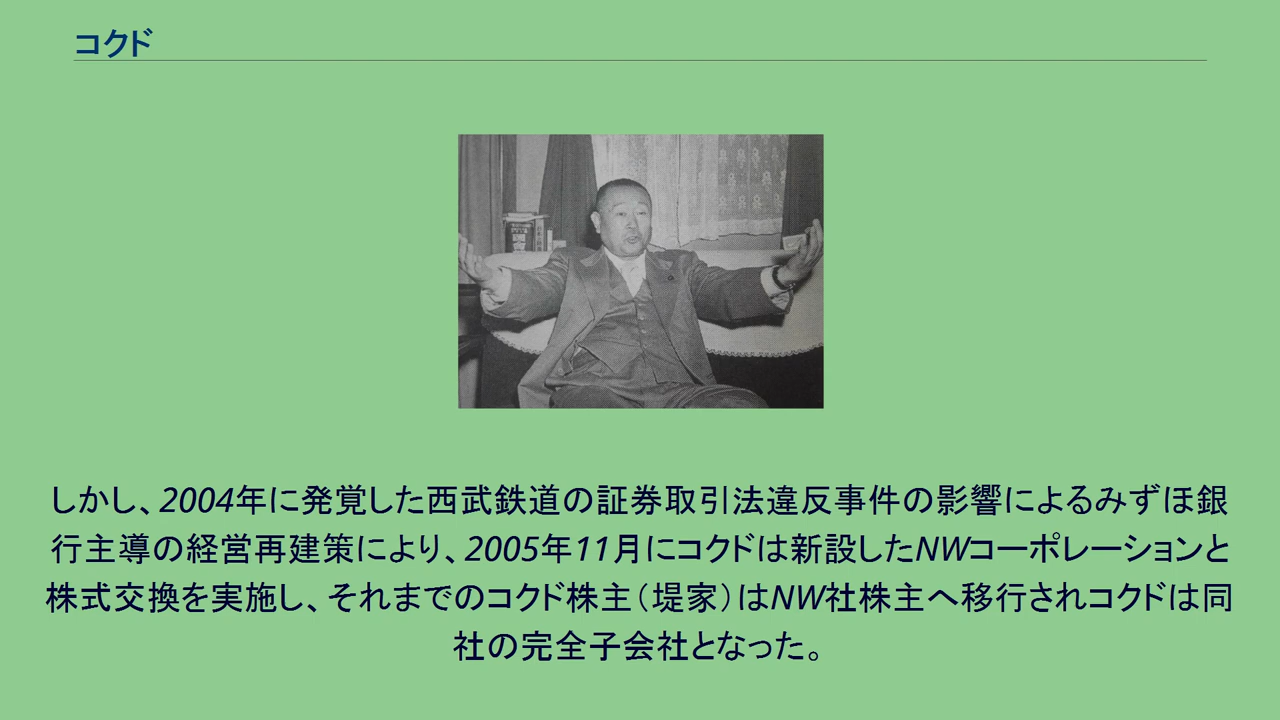 コクド
しかし、2004年に発覚した西武鉄道の証券取引法違反事件の影響によるみずほ銀
行主導の経営再建策により、2005年11月にコクドは新設したNWコーポレーションと
株式交換を実施し、それまでのコクド株主（堤家）はNW社株主へ移行されコクドは同
社の完全子会社となった。